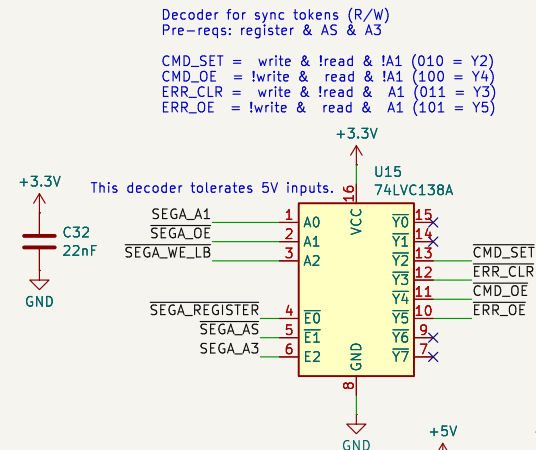 Decoder for sync tokens (R/W)
Pre-reqs: register & AS & A3
CMD_SET =  write & !read & !A1 (010 = Y2)
CMD_OE  = !write &  read & !A1 (100 = Y4)
ERR_CLR =  write & !read &  A1 (011 = Y3)
ERR_OE  = !write &  read &  A1 (101 = Y5)
+3.3V
U15
74LVC138A
This decoder tolerates 5V inputs.
+3.3V
C32
22nF
GND
16
VCC
SEGA_A1 1 A0
SEGA_OE 2 A1
SEGA_WE_LB 3 A2
SEGA_REGISTER 4 E0
SEGA_AS 5 E1
SEGA_A3 6 E2
Y0 15
Y1 14
Y2 13 CMD_SET
Y3 12 ERR_CLR
Y4 11 CMD_OE
Y5 10 ERR_OE
Y6 9
Y7 7
GND
8
GND
+5V